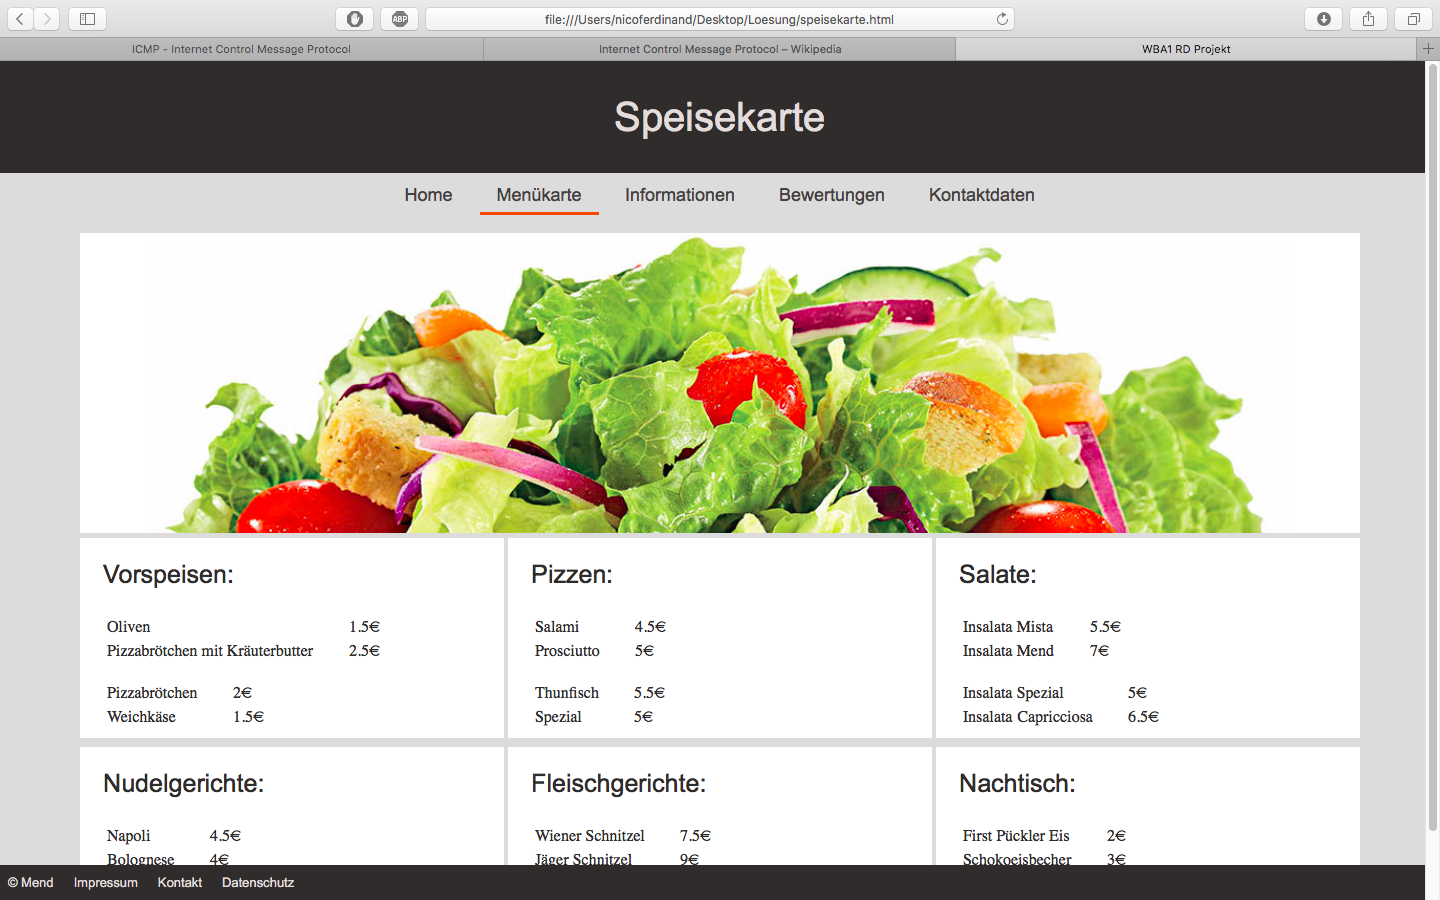 ABP
file:///Users/nicoferdinand/Desktop/Loesung/speisekarte.html
ICMP - Internet Control Message Protocol
Internet Control Message Protocol – Wikipedia
WBA1 RD Projekt
Speisekarte
Home Menükarte Informationen Bewertungen Kontaktdaten
Vorspeisen:
Oliven 1.5€
Pizzabrötchen mit Kräuterbutter 2.5€
Pizzabrötchen 2€
Weichkäse 1.5€
Pizzen:
Salami 4.5€
Prosciutto 5€
Thunfisch 5.5€
Spezial 5€
Salate:
Insalata Mista 5.5€
Insalata Mend 7€
Insalata Spezial 5€
Insalata Capricciosa 6.5€
Nudelgerichte:
Napoli 4.5€
Bolognese 4€
Fleischgerichte:
Wiener Schnitzel 7.5€
Jäger Schnitzel 9€
Nachtisch:
First Pückler Eis 2€
Schokoeisbecher 3€
© Mend Impressum Kontakt Datenschutz